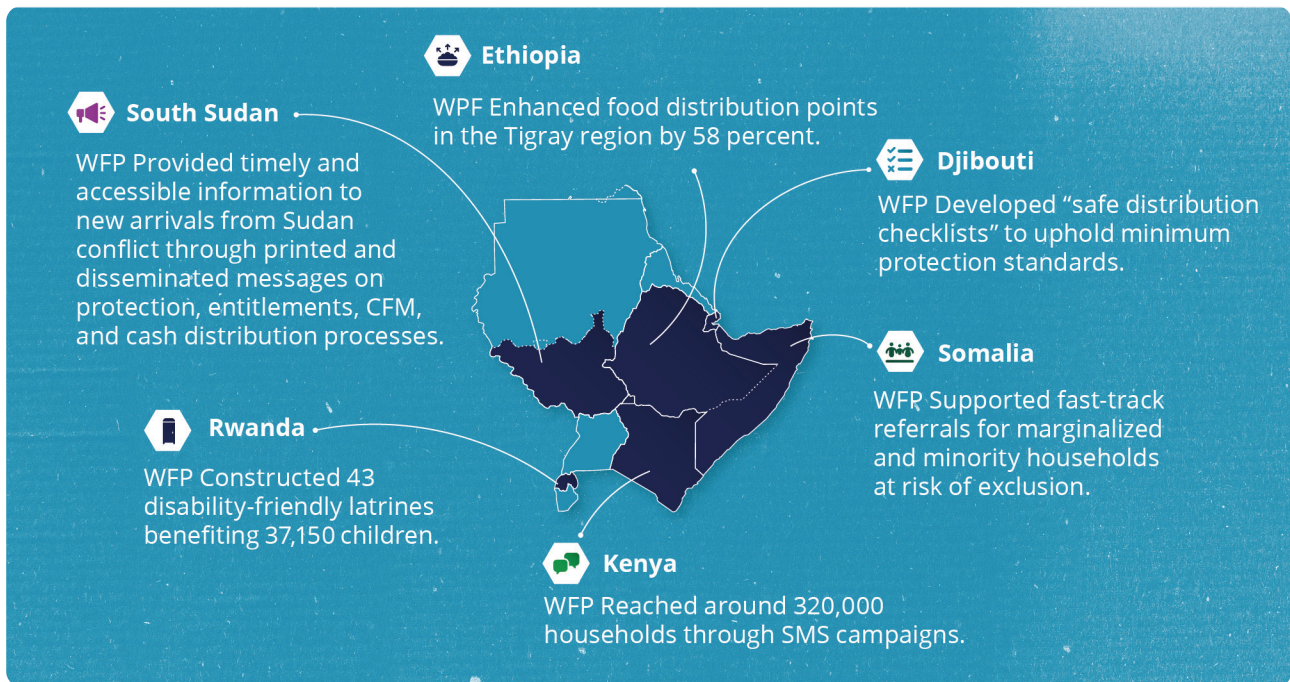 Ethiopia
WPF Enhanced food distribution points
in the Tigray region by 58 percent.
South Sudan
WFP Provided timely and
accessible information to
new arrivals from Sudan
conflict through printed and
disseminated messages on
protection, entitlements, CFM,
and cash distribution processes.
Djibouti
WFP Developed “safe distribution
checklists” to uphold minimum
protection standards.
Somalia
WFP Supported fast-track
referrals for marginalized
and minority households
at risk of exclusion.
Rwanda
WFP Constructed 43
disability-friendly latrines
benefiting 37,150 children.
Kenya
WFP Reached around 320,000
households through SMS campaigns.